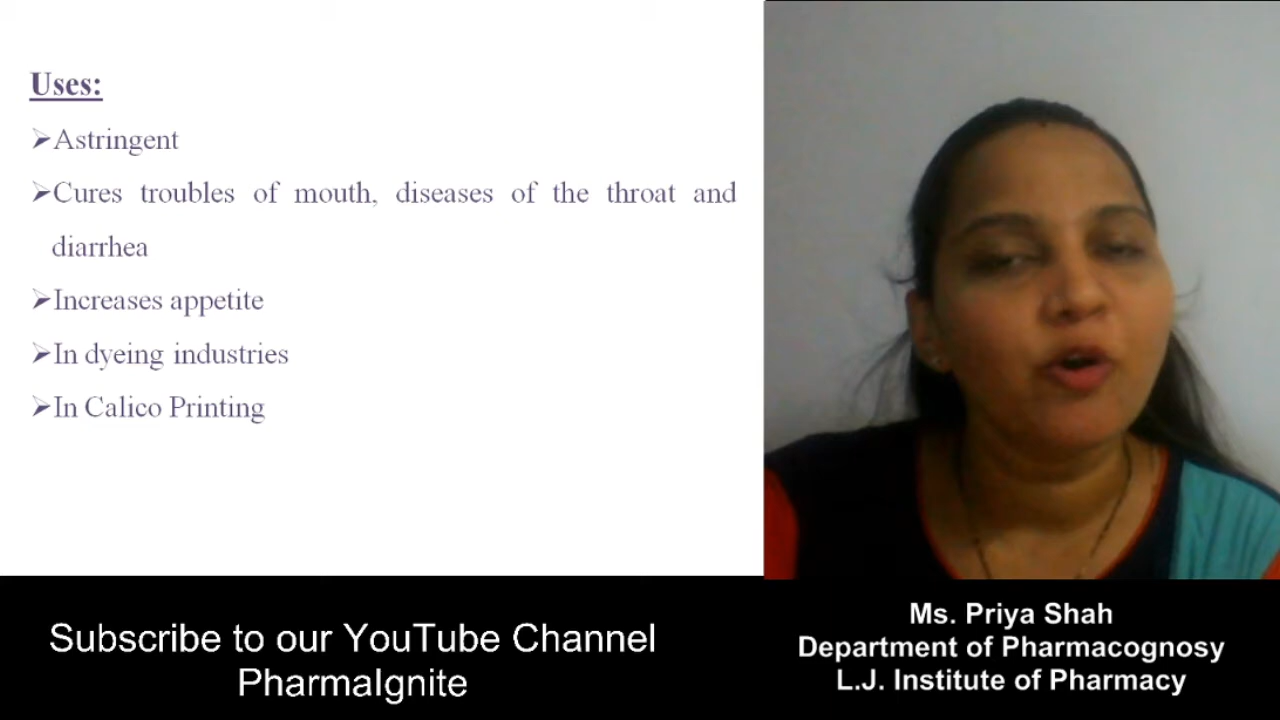 Uses:
➢Astringent
➢Cures troubles of mouth, diseases of the throat and
diarrhea
➢Increases appetite
➢In dyeing industries
➢In Calico Printing
Subscribe to our YouTube Channel
PharmaIgnite
Ms. Priya Shah
Department of Pharmacognosy
L.J. Institute of Pharmacy